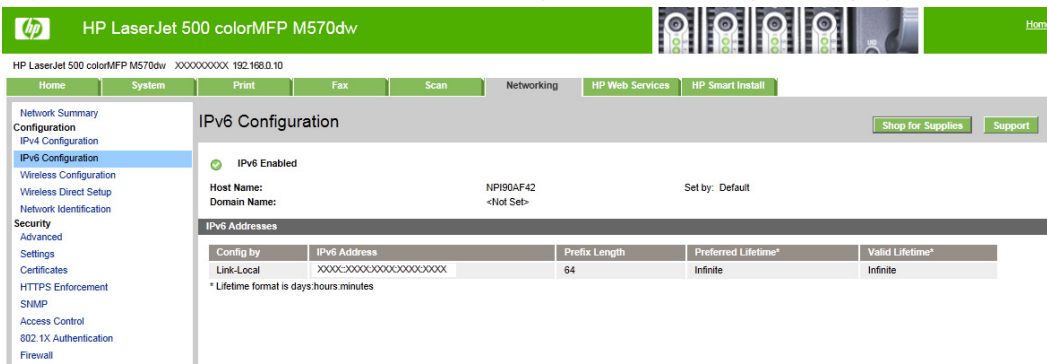 hp HP LaserJet 500 colorMFP M570dw
Home
HP LaserJet 500 colorMFP M570dw XXXXXXXXX 192.168.0.10
Home System Print Fax Scan Networking HP Web Services HP Smart Install
Network Summary
Configuration
IPv4 Configuration
IPv6 Configuration
Wireless Configuration
Wireless Direct Setup
Network Identification
Security
Advanced
Settings
Certificates
HTTPS Enforcement
SNMP
Access Control
802.1X Authentication
Firewall
IPv6 Configuration
Shop for Supplies Support
IPv6 Enabled
Host Name: NPI90AF42 Set by: Default
Domain Name: <Not Set>
IPv6 Addresses
Config by IPv6 Address Prefix Length Preferred Lifetime* Valid Lifetime*
Link-Local XXXX::XXXX:XXXX:XXXX:XXXX 64 Infinite Infinite
* Lifetime format is days:hours:minutes